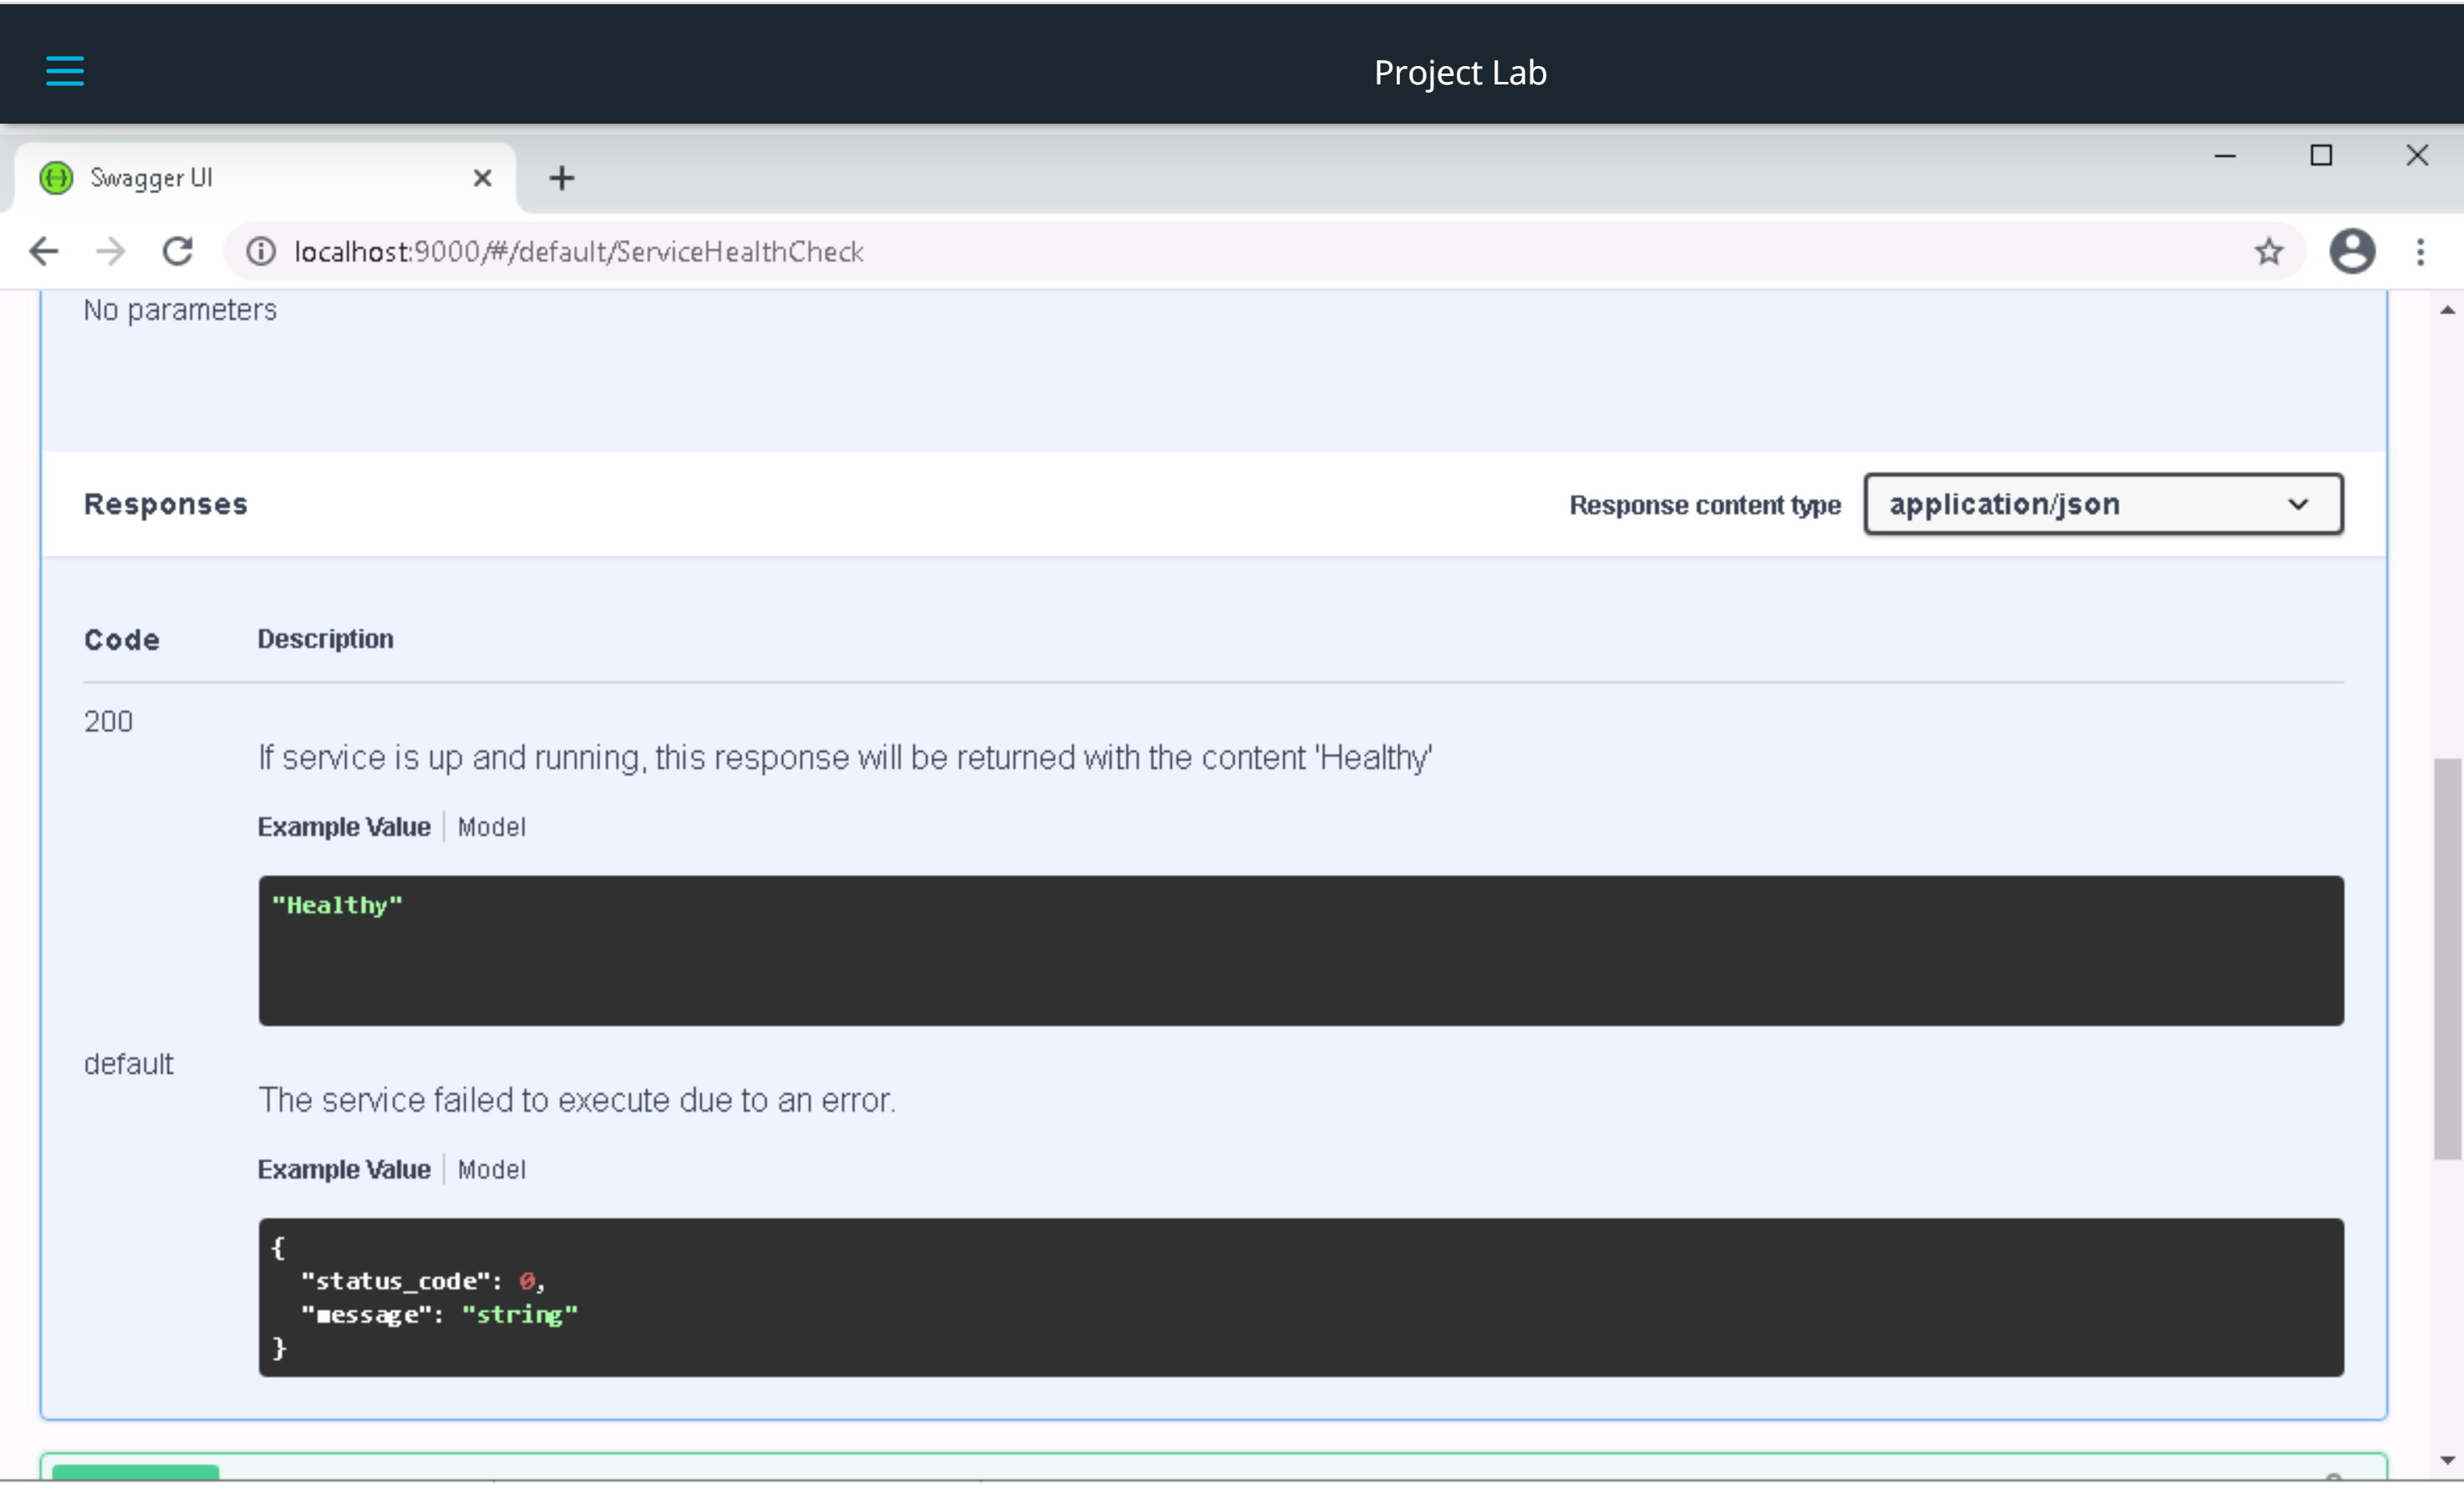 Project Lab
Swagger UI
localhost:9000/#/default/ServiceHealthCheck
No parameters
Responses
Response content type
application/json
Code Description
200
If service is up and running, this response will be returned with the content 'Healthy'
Example Value Model
"Healthy"
default
The service failed to execute due to an error.
Example Value Model
{
"status_code": 0,
"message": "string"
}